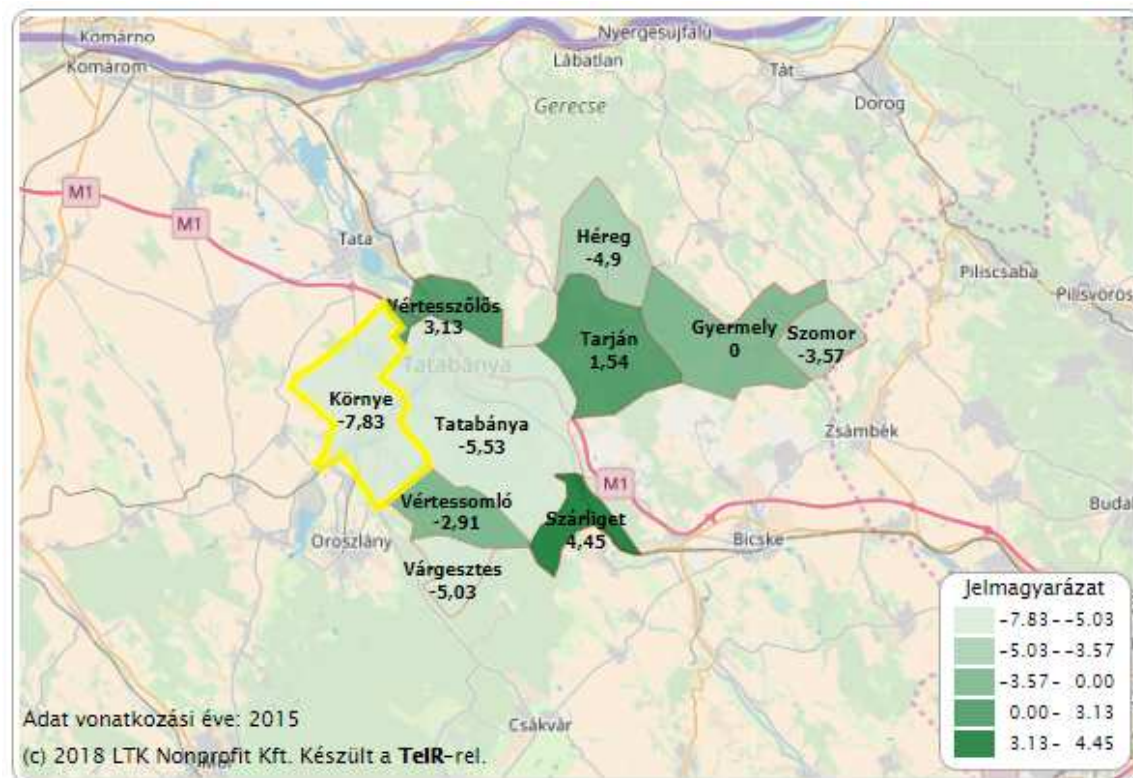 Komárno
Komárom
Nyergesújfalu
Lábatlan
Tát
Gerecse
Dorog
M1
M1
Tata
Héreg
-4,9
Piliscsaba
Pilisvörös
Vértesszőlős
3,13
Tarján
1,54
Gyermely
0
Szomor
-3,57
Tatabánya
Környe
-7,83
Tatabánya
-5,53
Zsámbék
M1
Vértessomló
-2,91
Szárliget
4,45
Budal
Oroszlány
Bicske
Várgesztes
-5,03
Jelmagyarázat
-7.83- -5.03
-5.03- -3.57
-3.57- 0.00
0.00- 3.13
3.13- 4.45
Csákvár
Adat vonatkozási éve: 2015
(c) 2018 LTK Nonprofit Kft. Készült a TeIR-rel.